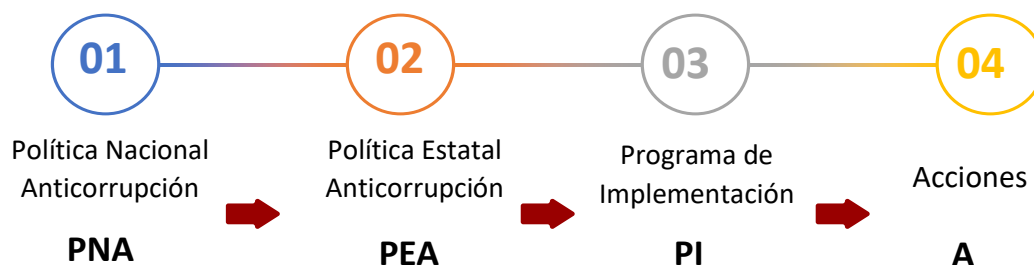 01
02
03
04
Política Nacional
Anticorrupción
PNA
Política Estatal
Anticorrupción
PEA
Programa de
Implementación
PI
Acciones
A